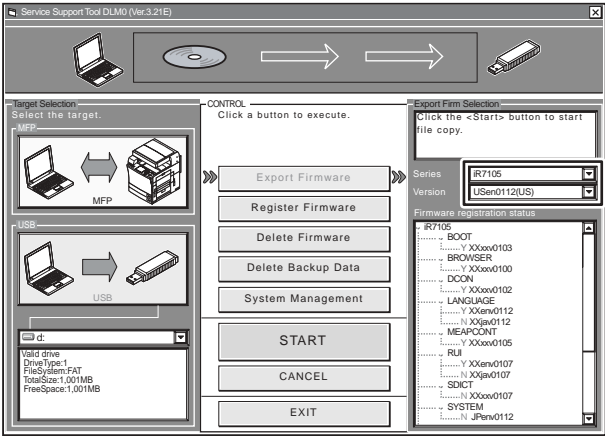 Service Support Tool DLM0 (Ver.3.21E)
Target Selection
Select the target.
MFP
MFP
USB
USB
d:
Valid drive
DriveType:1
FileSystem:FAT
TotalSize:1,001MB
FreeSpace:1,001MB
CONTROL
Click a button to execute.
Export Firmware
Register Firmware
Delete Firmware
Delete Backup Data
System Management
START
CANCEL
EXIT
Export Firm Selection
Click the <Start> button to start
file copy.
Series iR7105
Version USen0112(US)
Firmware registration status
iR7105
BOOT
Y XXxxv0103
BROWSER
Y XXxxv0100
DCON
Y XXxxv0102
LANGUAGE
Y XXenv0112
N XXjav0112
MEAPCONT
Y XXxxv0105
RUI
Y XXenv0107
N XXjav0107
SDICT
N XXxxv0107
SYSTEM
N JPenv0112